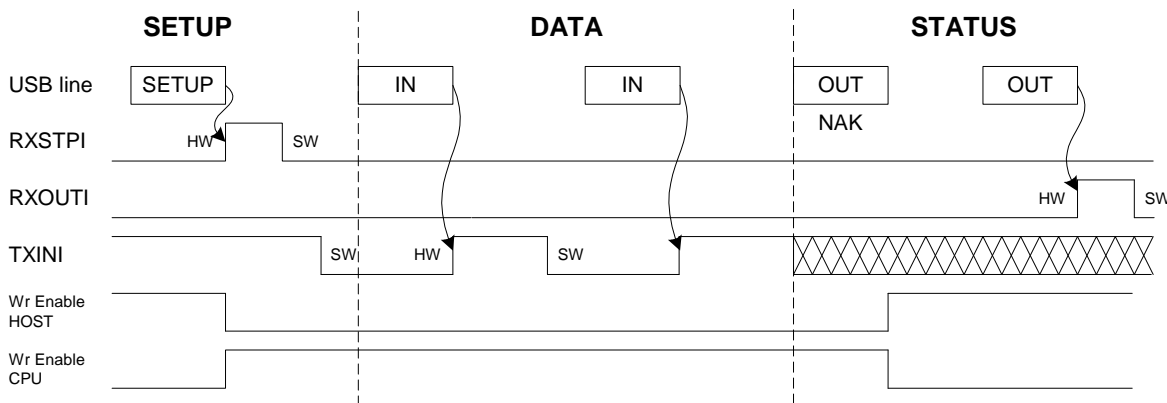 SETUP DATA STATUS
USB line SETUP IN IN OUT OUT
NAK
RXSTPI HW SW
RXOUTI HW SW
TXINI SW HW SW
Wr Enable
HOST
Wr Enable
CPU